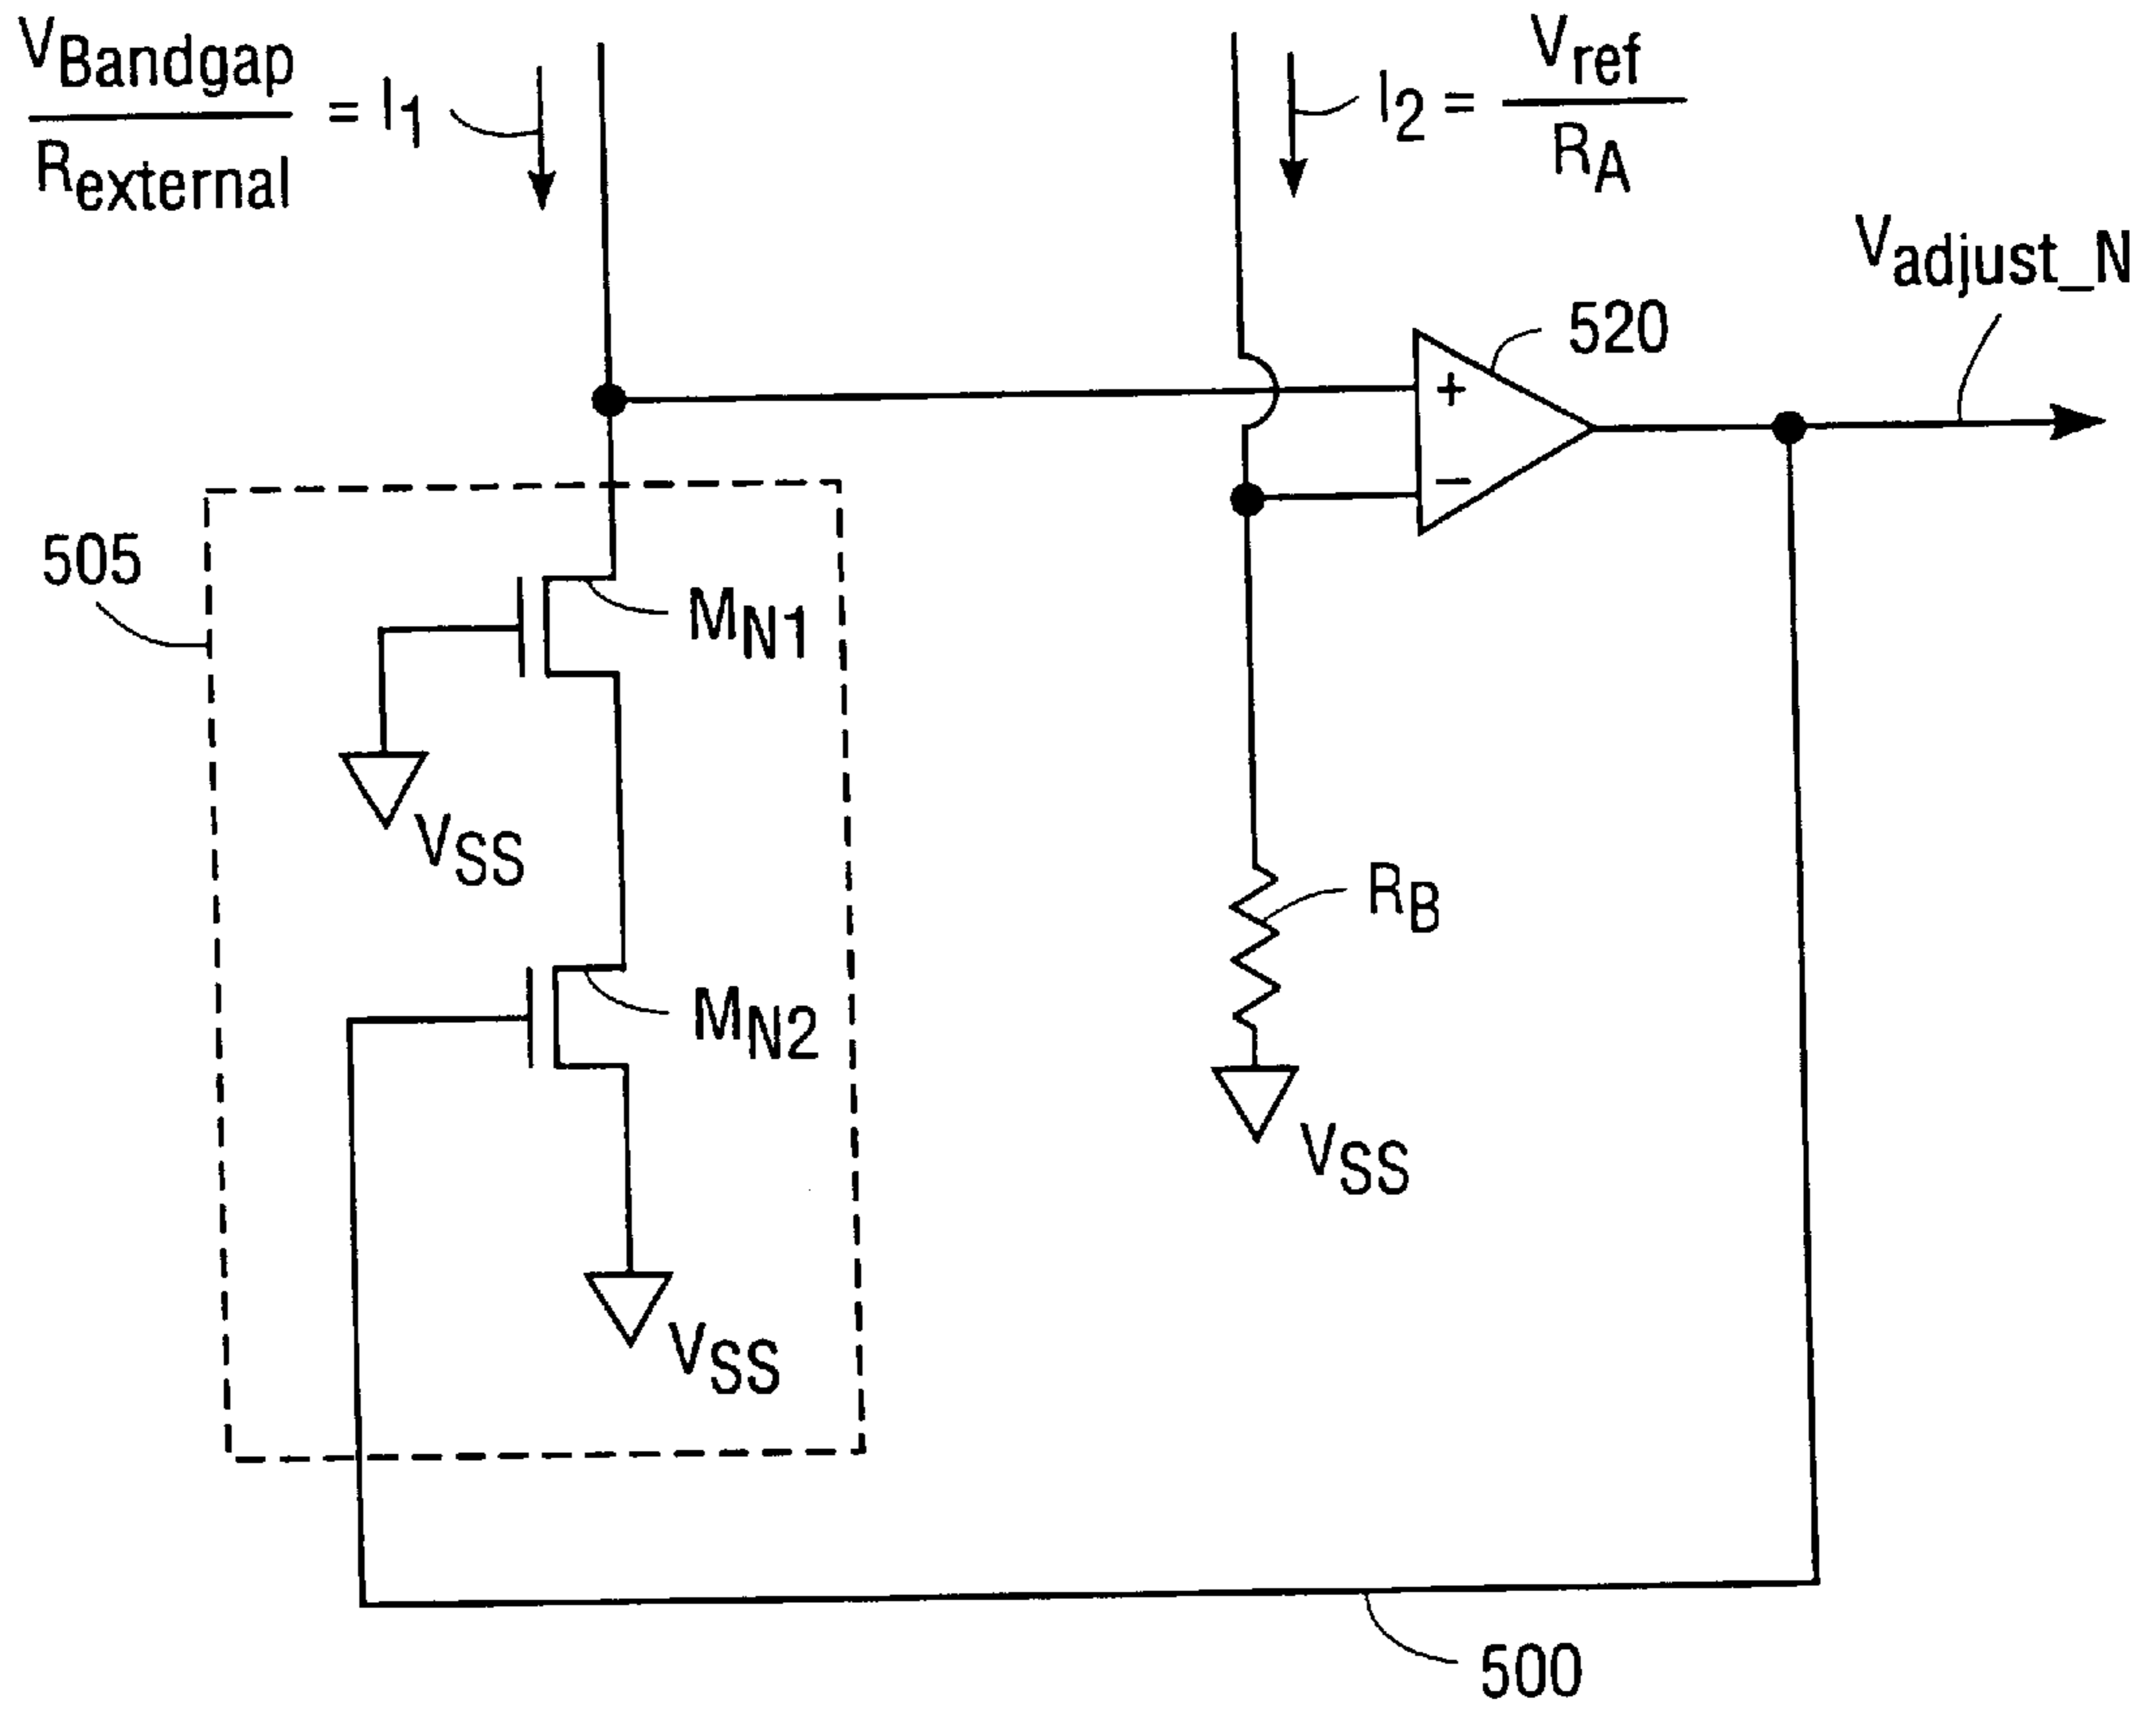 VBandgap
Rexternal
= I1
I2 =
Vref
RA
Vadjust_N
520
+
−
505
MN1
VSS
RB
MN2
VSS
VSS
500